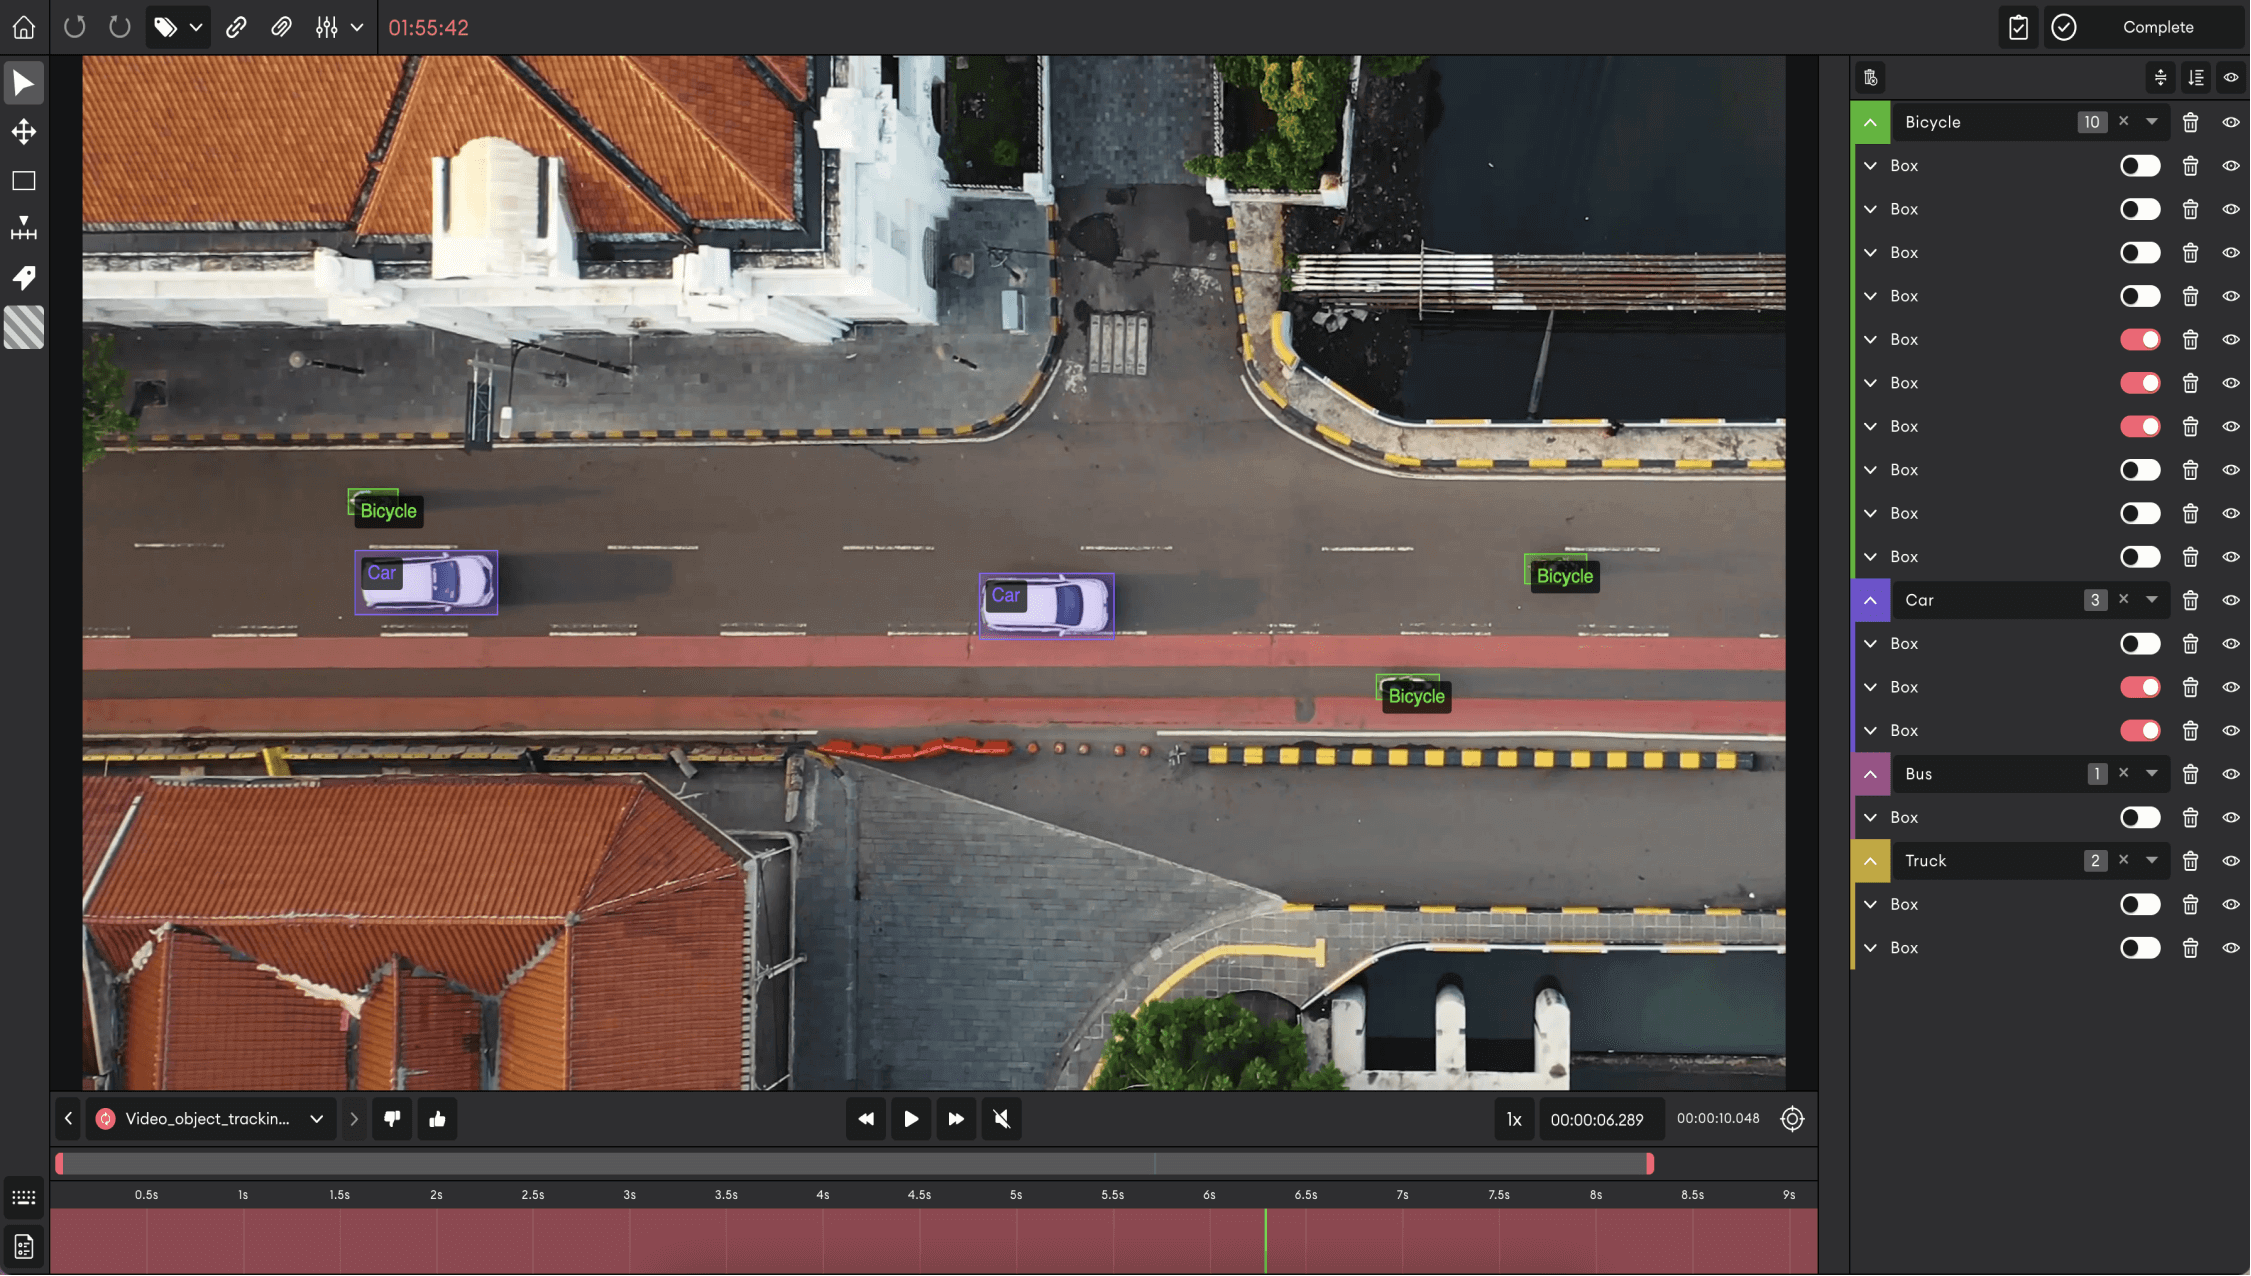 01:55:42
Complete
Bicycle 10
Box
Box
Box
Box
Box
Box
Box
Box
Box
Box
Car 3
Box
Box
Box
Bus 1
Box
Truck 2
Box
Box
Bicycle
Car
Car
Bicycle
Bicycle
Video_object_trackin...
1x
00:00:06.289
00:00:10.048
0.5s 1s 1.5s 2s 2.5s 3s 3.5s 4s 4.5s 5s 5.5s 6s 6.5s 7s 7.5s 8s 8.5s 9s